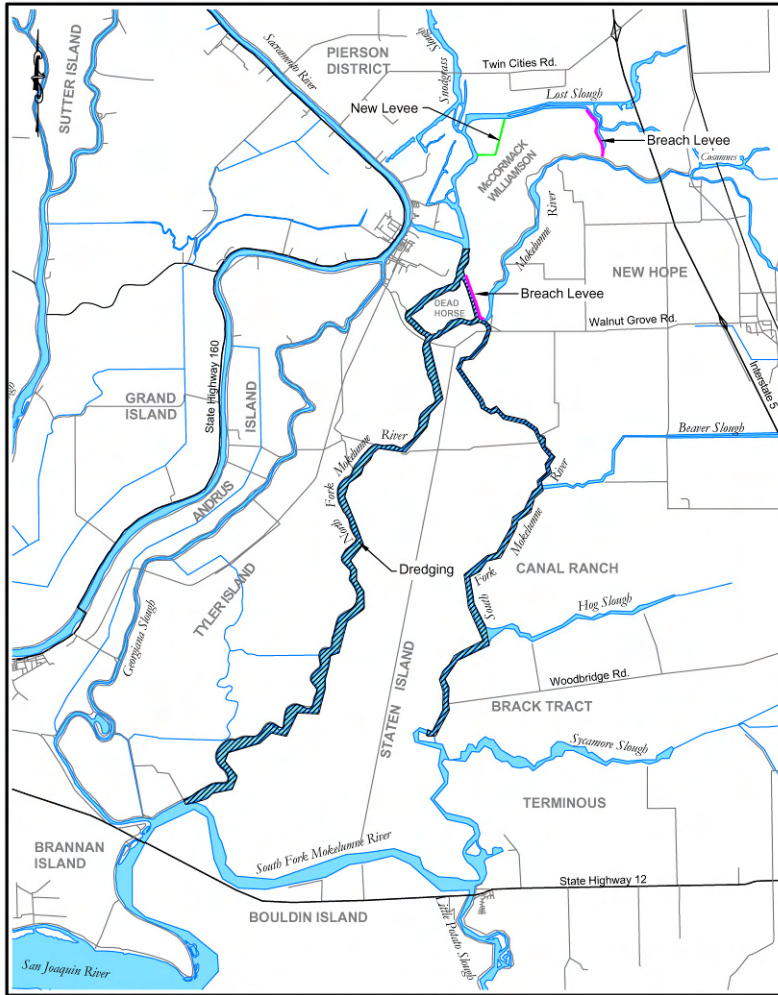 SUTTER ISLAND
Sacramento River
PIERSON
DISTRICT
Snodgrass
Slough
Twin Cities Rd.
Lost Slough
New Levee
Breach Levee
McCORMACK
WILLIAMSON
Cosumnes
Mokelumne
River
NEW HOPE
DEAD
HORSE
Breach Levee
Walnut Grove Rd.
Interstate 5
State Highway 160
GRAND
ISLAND
ISLAND
ANDRUS
River
Mokelumne
Fork
North
Beaver Slough
River
Mokelumne
Fork
South
Dredging
CANAL RANCH
TYLER ISLAND
Georgiana Slough
Hog Slough
Woodbridge Rd.
STATEN ISLAND
BRACK TRACT
Sycamore Slough
TERMINOUS
BRANNAN
ISLAND
South Fork Mokelumne River
State Highway 12
BOULDIN ISLAND
Little Potato Slough
San Joaquin River